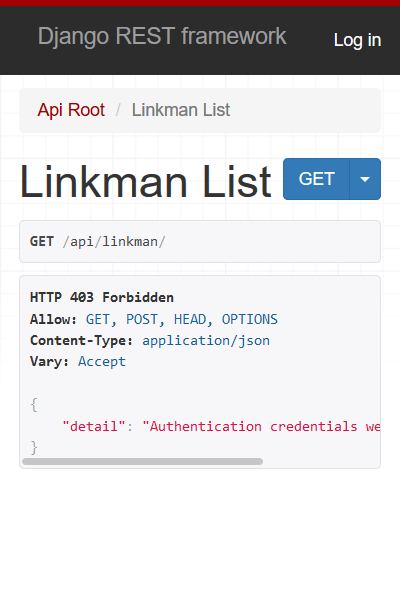 Django REST framework
Log in
Api Root / Linkman List
Linkman List
GET
GET /api/linkman/
HTTP 403 Forbidden
Allow: GET, POST, HEAD, OPTIONS
Content-Type: application/json
Vary: Accept
{
"detail": "Authentication credentials we
}